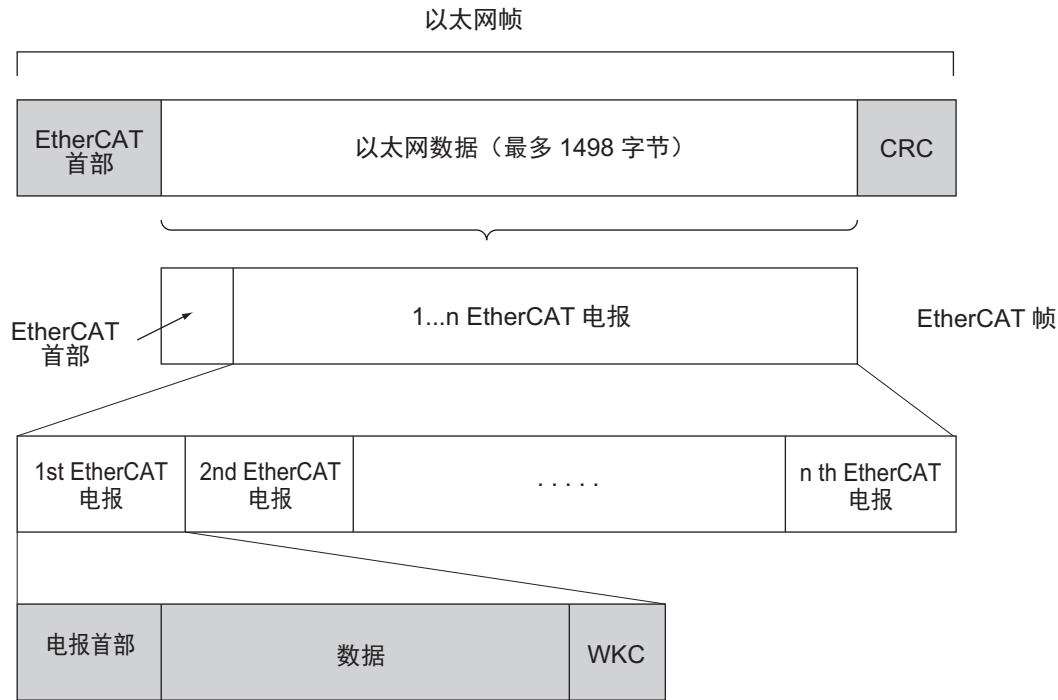 以太网帧
EtherCAT
首部
以太网数据（最多 1498 字节）
CRC
EtherCAT
首部
1...n EtherCAT 电报
EtherCAT 帧
1st EtherCAT
电报
2nd EtherCAT
电报
. . . . .
n th EtherCAT
电报
电报首部
数据
WKC